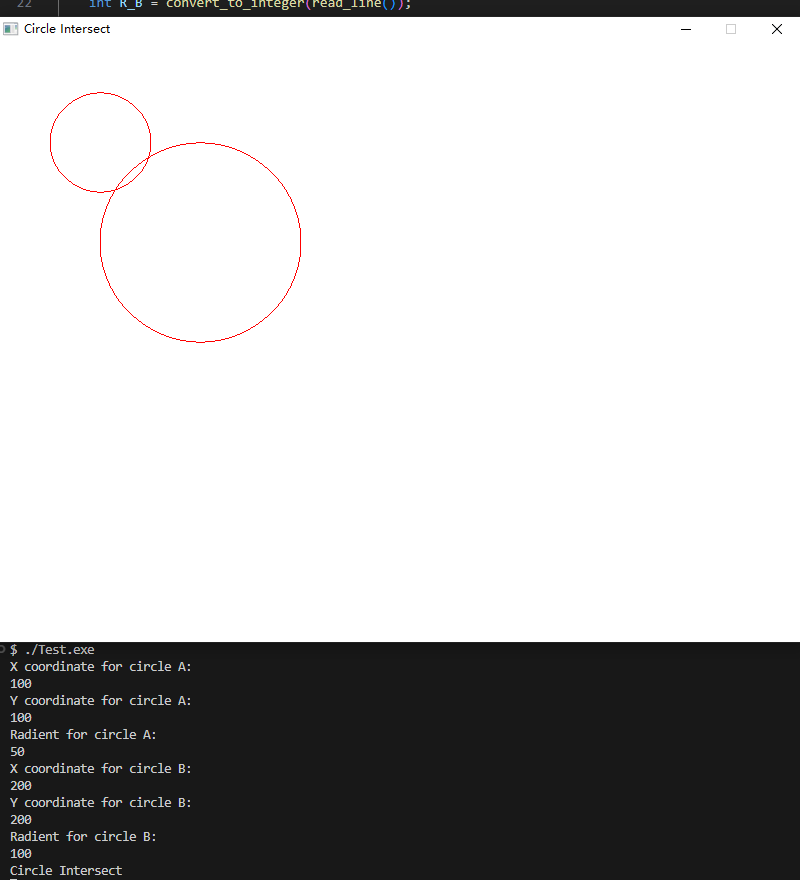 22 int R_B = convert_to_integer(read_line());
Circle Intersect
$ ./Test.exe
X coordinate for circle A:
100
Y coordinate for circle A:
100
Radient for circle A:
50
X coordinate for circle B:
200
Y coordinate for circle B:
200
Radient for circle B:
100
Circle Intersect